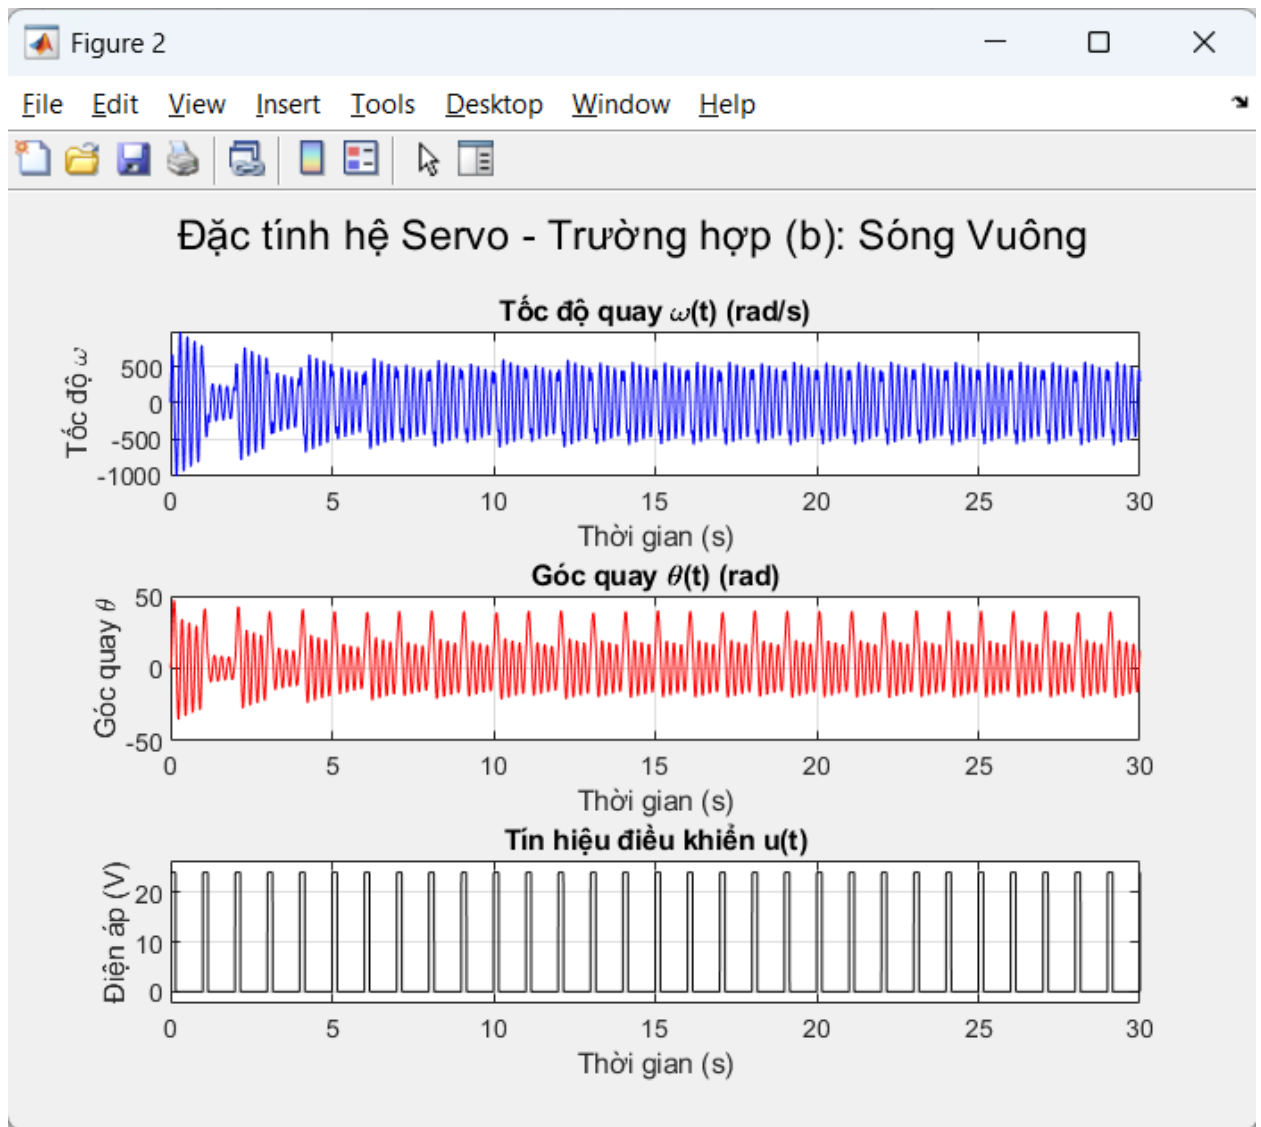 Figure 2
File Edit View Insert Tools Desktop Window Help
Đặc tính hệ Servo - Trường hợp (b): Sóng Vuông
Tốc độ quay ω(t) (rad/s)
Tốc độ ω
500
0
-500
-1000
0 5 10 15 20 25 30
Thời gian (s)
Góc quay θ(t) (rad)
Góc quay θ
50
0
-50
0 5 10 15 20 25 30
Thời gian (s)
Tín hiệu điều khiển u(t)
Điện áp (V)
20
10
0
0 5 10 15 20 25 30
Thời gian (s)